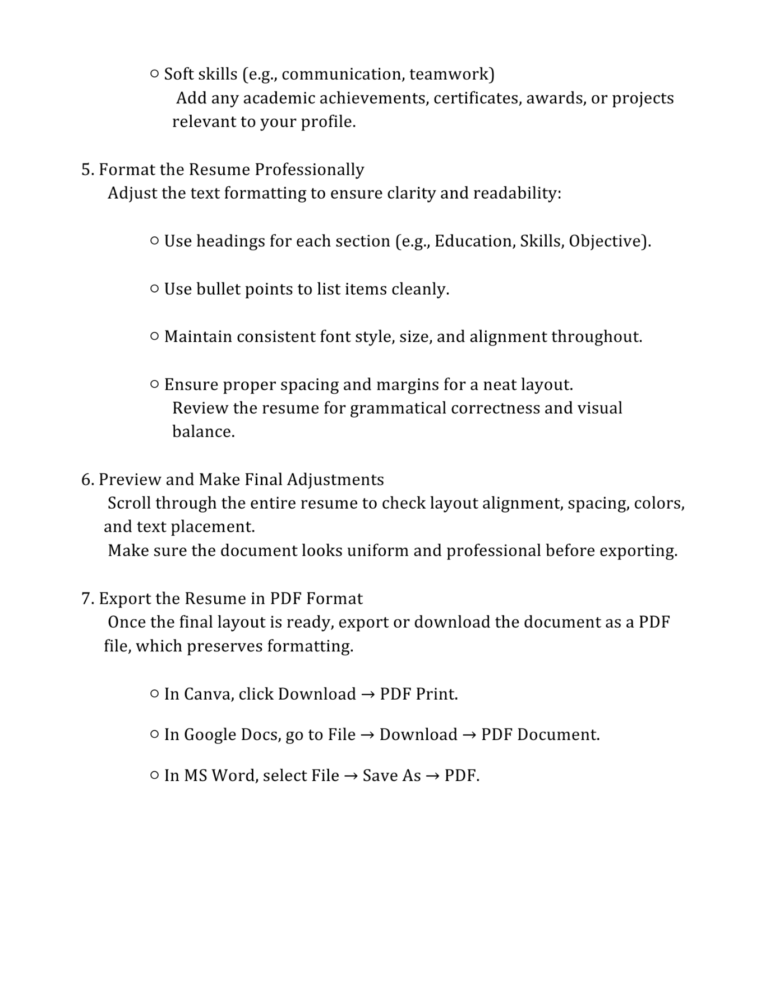 ○ Soft skills (e.g., communication, teamwork)
Add any academic achievements, certificates, awards, or projects
relevant to your profile.
5. Format the Resume Professionally
Adjust the text formatting to ensure clarity and readability:
○ Use headings for each section (e.g., Education, Skills, Objective).
○ Use bullet points to list items cleanly.
○ Maintain consistent font style, size, and alignment throughout.
○ Ensure proper spacing and margins for a neat layout.
Review the resume for grammatical correctness and visual
balance.
6. Preview and Make Final Adjustments
Scroll through the entire resume to check layout alignment, spacing, colors,
and text placement.
Make sure the document looks uniform and professional before exporting.
7. Export the Resume in PDF Format
Once the final layout is ready, export or download the document as a PDF
file, which preserves formatting.
○ In Canva, click Download → PDF Print.
○ In Google Docs, go to File → Download → PDF Document.
○ In MS Word, select File → Save As → PDF.